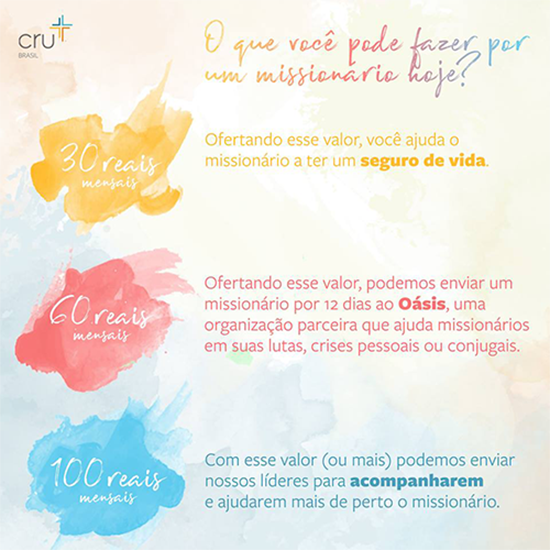 cru
BRASIL
O que você pode fazer por
um missionário hoje?
30 reais
mensais
Ofertando esse valor, você ajuda o
missionário a ter um seguro de vida.
60 reais
mensais
Ofertando esse valor, podemos enviar um
missionário por 12 dias ao Oásis, uma
organização parceira que ajuda missionários
em suas lutas, crises pessoais ou conjugais.
100 reais
mensais
Com esse valor (ou mais) podemos enviar
nossos líderes para acompanharem
e ajudarem mais de perto o missionário.